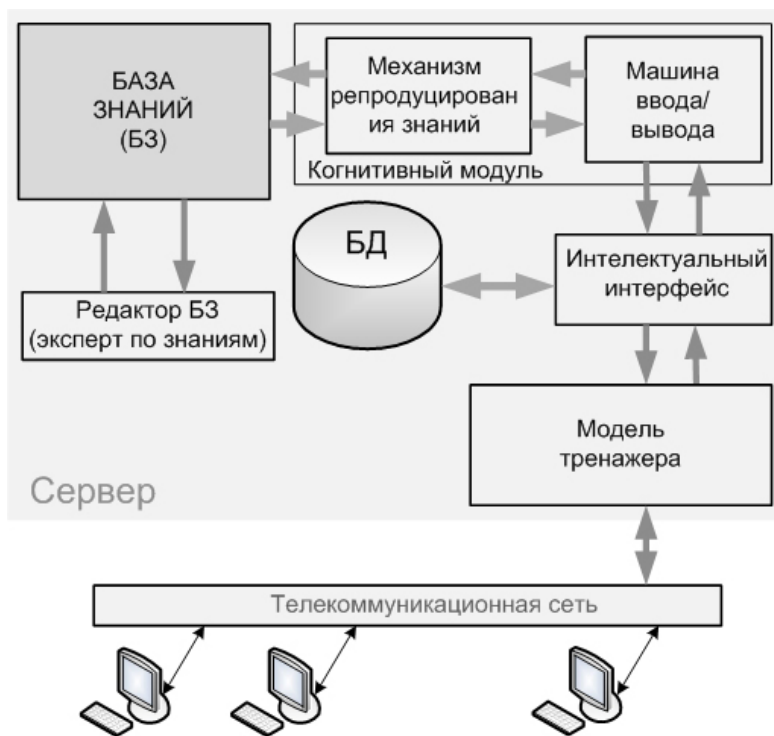 БАЗА
ЗНАНИЙ
(БЗ)
Механизм
репродуцирован
ия знаний
Машина
ввода/
вывода
Когнитивный модуль
БД
Интелектуальный
интерфейс
Редактор БЗ
(эксперт по знаниям)
Модель
тренажера
Сервер
Телекоммуникационная сеть